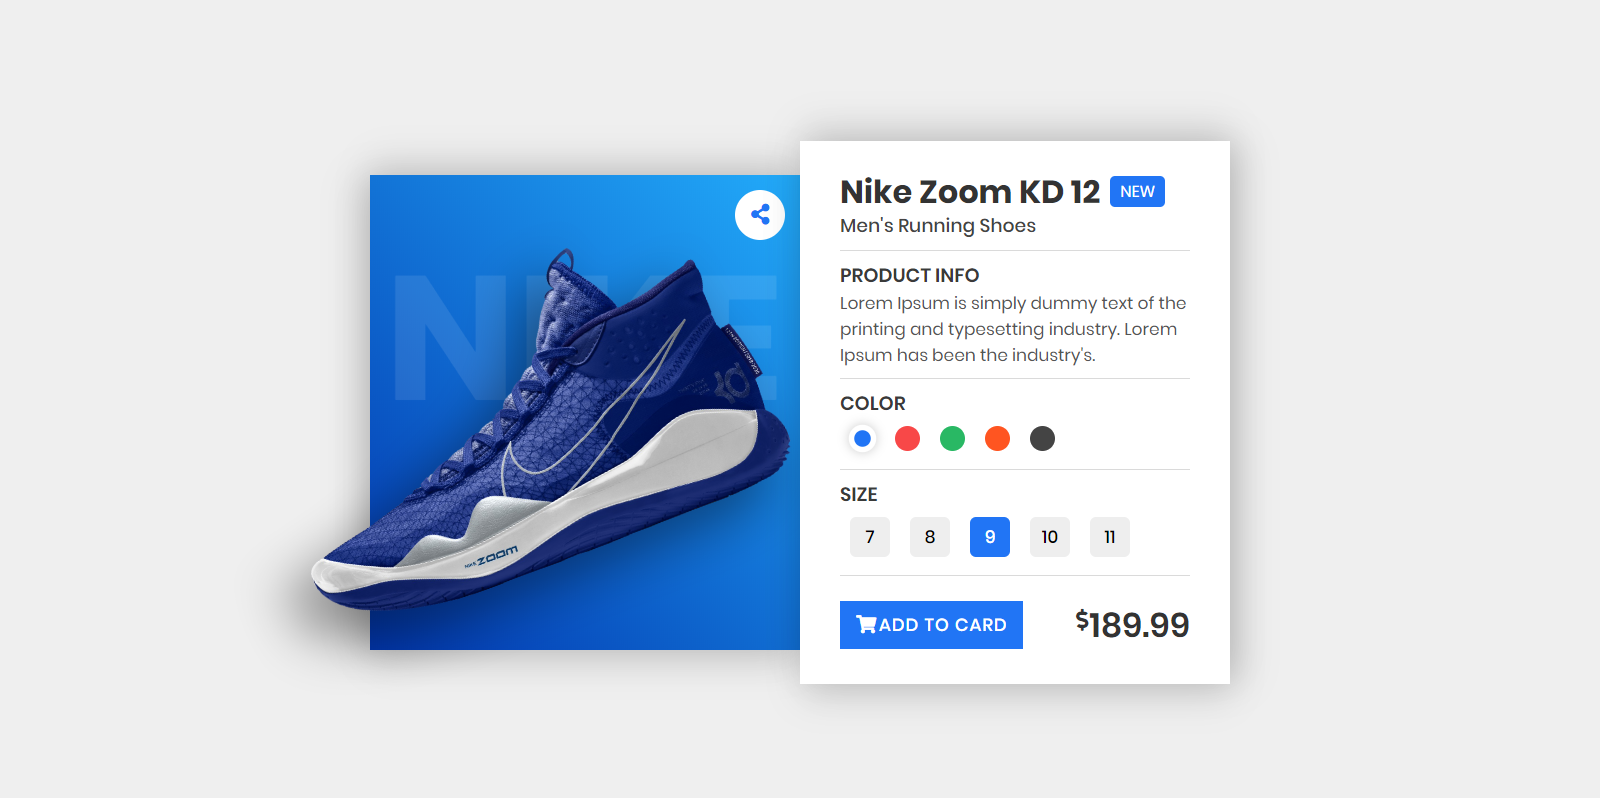 NIKE
NIKE ZOOM
Nike Zoom KD 12 NEW
Men's Running Shoes
PRODUCT INFO
Lorem Ipsum is simply dummy text of the
printing and typesetting industry. Lorem
Ipsum has been the industry's.
COLOR
SIZE
7 8 9 10 11
ADD TO CARD $189.99